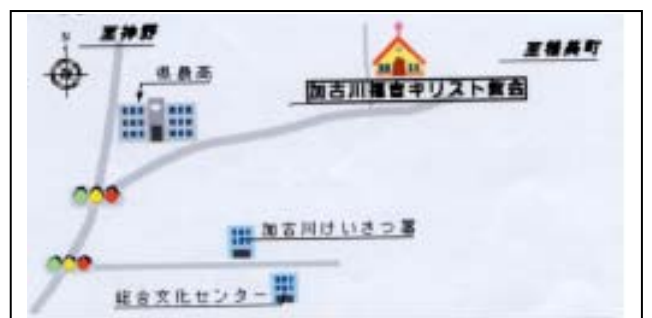 N
至神野
県農高
至稲美町
加古川福音キリスト教会
加古川けいさつ署
総合文化センター